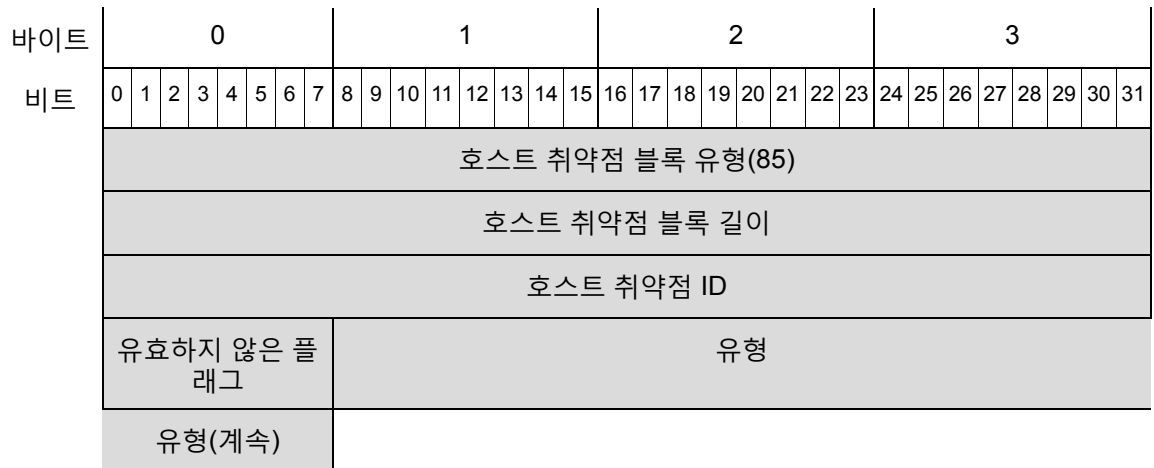 바이트 0 1 2 3
비트 0 1 2 3 4 5 6 7 8 9 10 11 12 13 14 15 16 17 18 19 20 21 22 23 24 25 26 27 28 29 30 31
호스트 취약점 블록 유형(85)
호스트 취약점 블록 길이
호스트 취약점 ID
유효하지 않은 플
래그
유형
유형(계속)